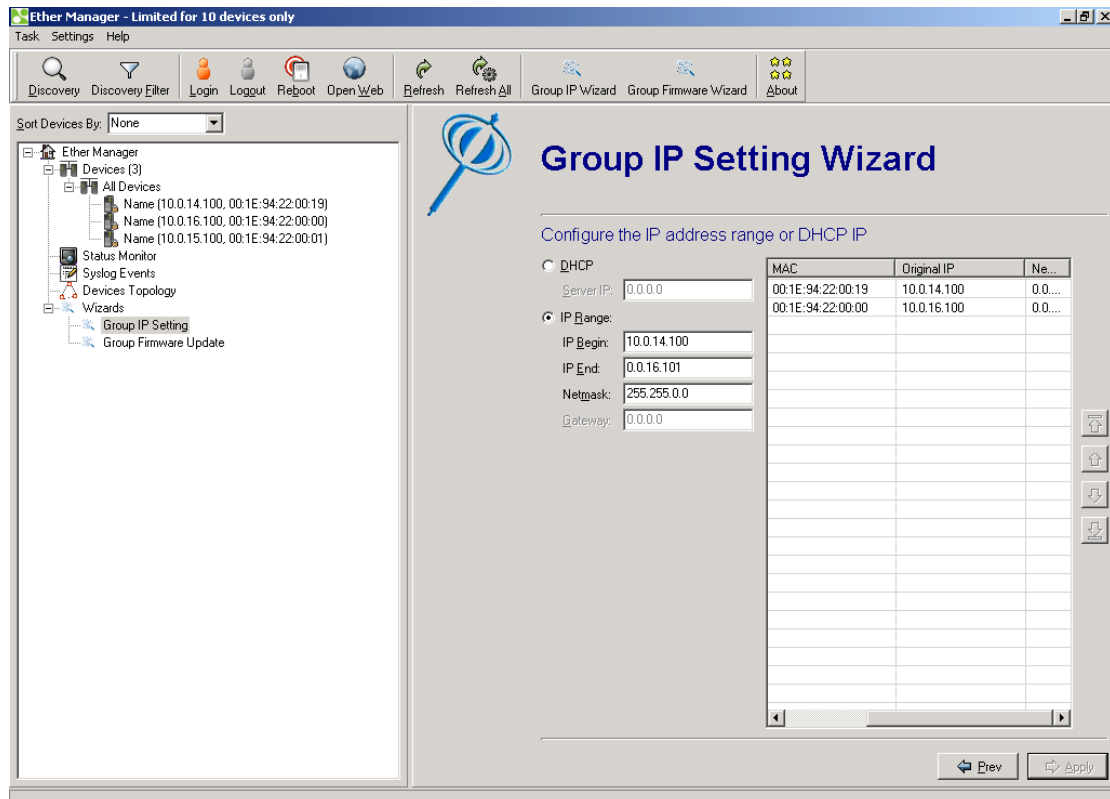 Ether Manager - Limited for 10 devices only
Task Settings Help
Discovery Discovery Filter Login Logout Reboot Open Web Refresh Refresh All Group IP Wizard Group Firmware Wizard About
Sort Devices By: None
Ether Manager
Devices (3)
All Devices
Name (10.0.14.100, 00:1E:94:22:00:19)
Name (10.0.16.100, 00:1E:94:22:00:00)
Name (10.0.15.100, 00:1E:94:22:00:01)
Status Monitor
Syslog Events
Devices Topology
Wizards
Group IP Setting
Group Firmware Update
Group IP Setting Wizard
Configure the IP address range or DHCP IP
DHCP
Server IP: 0.0.0.0
IP Range:
IP Begin: 10.0.14.100
IP End: 0.0.16.101
Netmask: 255.255.0.0
Gateway: 0.0.0.0
MAC Original IP Ne...
00:1E:94:22:00:19 10.0.14.100 0.0....
00:1E:94:22:00:00 10.0.16.100 0.0....
Prev Apply